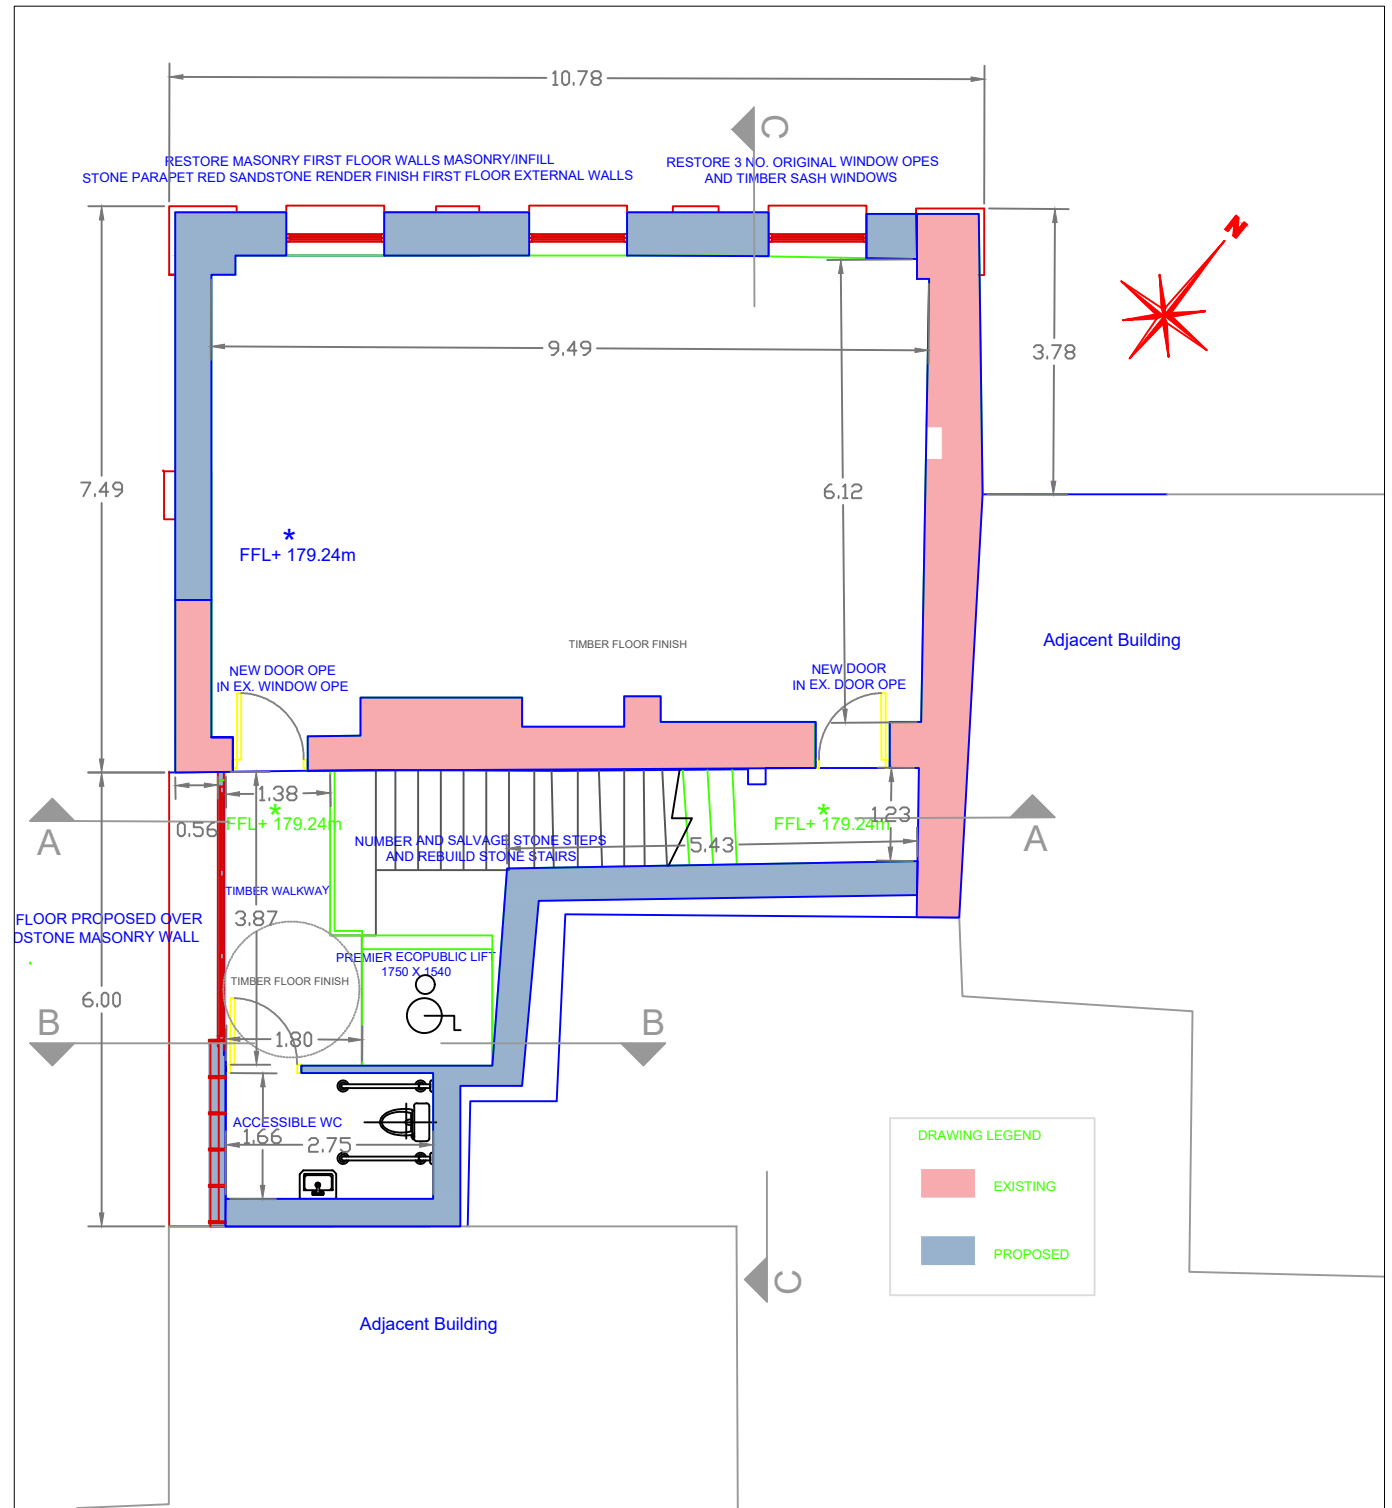 10.78
C
RESTORE MASONRY FIRST FLOOR WALLS MASONRY/INFILL
STONE PARAPET RED SANDSTONE RENDER FINISH FIRST FLOOR EXTERNAL WALLS
RESTORE 3 NO. ORIGINAL WINDOW OPES
AND TIMBER SASH WINDOWS
N
9.49
3.78
7.49
6.12
*
FFL+ 179.24m
TIMBER FLOOR FINISH
Adjacent Building
NEW DOOR OPE
IN EX. WINDOW OPE
NEW DOOR
IN EX. DOOR OPE
1.38
0.56
*
FFL+ 179.24m
*
FFL+ 179.24m
1.23
A
A
NUMBER AND SALVAGE STONE STEPS
AND REBUILD STONE STAIRS
5.43
TIMBER WALKWAY
FLOOR PROPOSED OVER
DSTONE MASONRY WALL
3.87
PREMIER ECOPUBLIC LIFT
1750 X 1540
TIMBER FLOOR FINISH
6.00
B
B
1.80
ACCESSIBLE WC
1.66
2.75
DRAWING LEGEND
EXISTING
PROPOSED
C
Adjacent Building